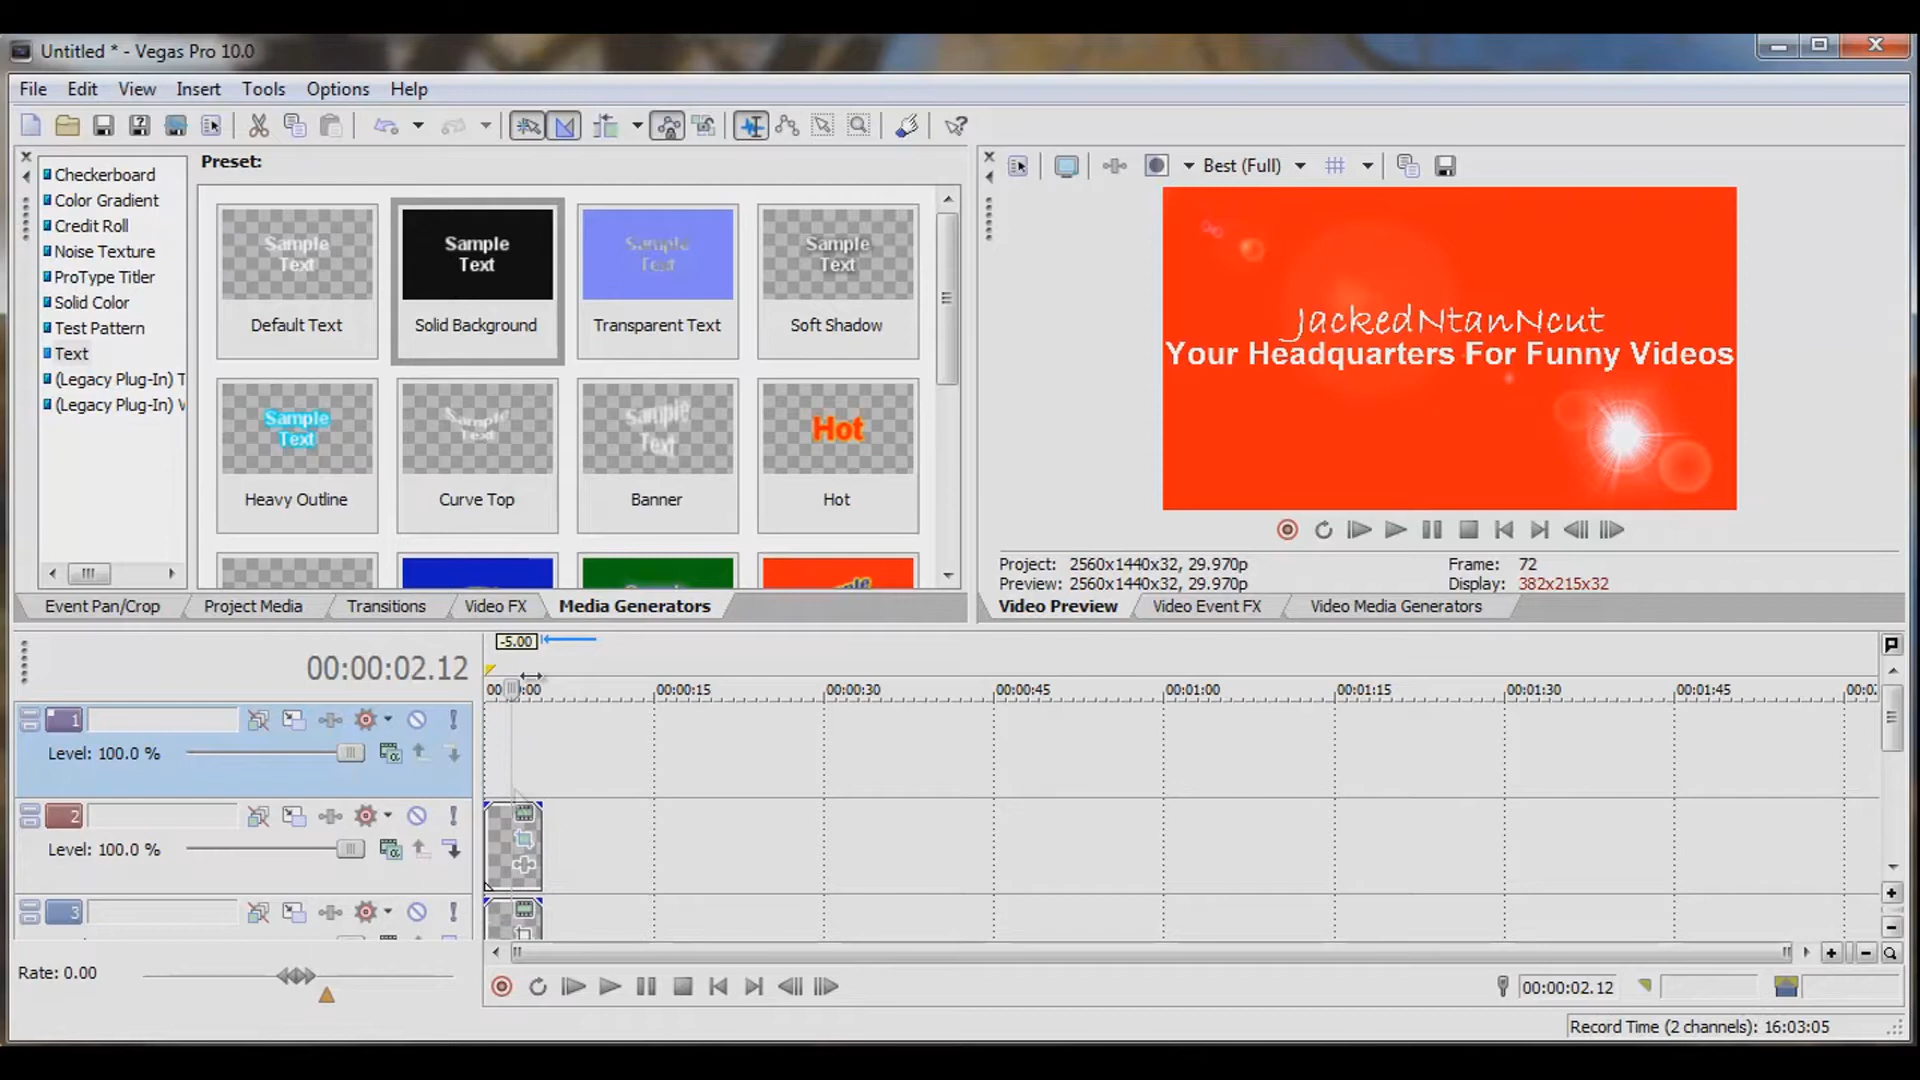 Untitled * - Vegas Pro 10.0
File Edit View Insert Tools Options Help
Checkerboard
Color Gradient
Credit Roll
Noise Texture
ProType Titler
Solid Color
Test Pattern
Text
(Legacy Plug-In) T
(Legacy Plug-In) V
Preset:
Sample Text
Default Text
Sample Text
Solid Background
Sample Text
Transparent Text
Sample Text
Soft Shadow
Sample Text
Heavy Outline
Sample Text
Curve Top
Sample Text
Banner
Hot
Hot
Event Pan/Crop Project Media Transitions Video FX Media Generators
Best (Full)
JackedNtanNcut
Your Headquarters For Funny Videos
Project: 2560x1440x32, 29.970p
Preview: 2560x1440x32, 29.970p
Frame: 72
Display: 382x215x32
Video Preview Video Event FX Video Media Generators
-5.00
00:00:02.12
00:00:15 00:00:30 00:00:45 00:01:00 00:01:15 00:01:30 00:01:45
1
Level: 100.0 %
2
Level: 100.0 %
3
Rate: 0.00
00:00:02.12
Record Time (2 channels): 16:03:05